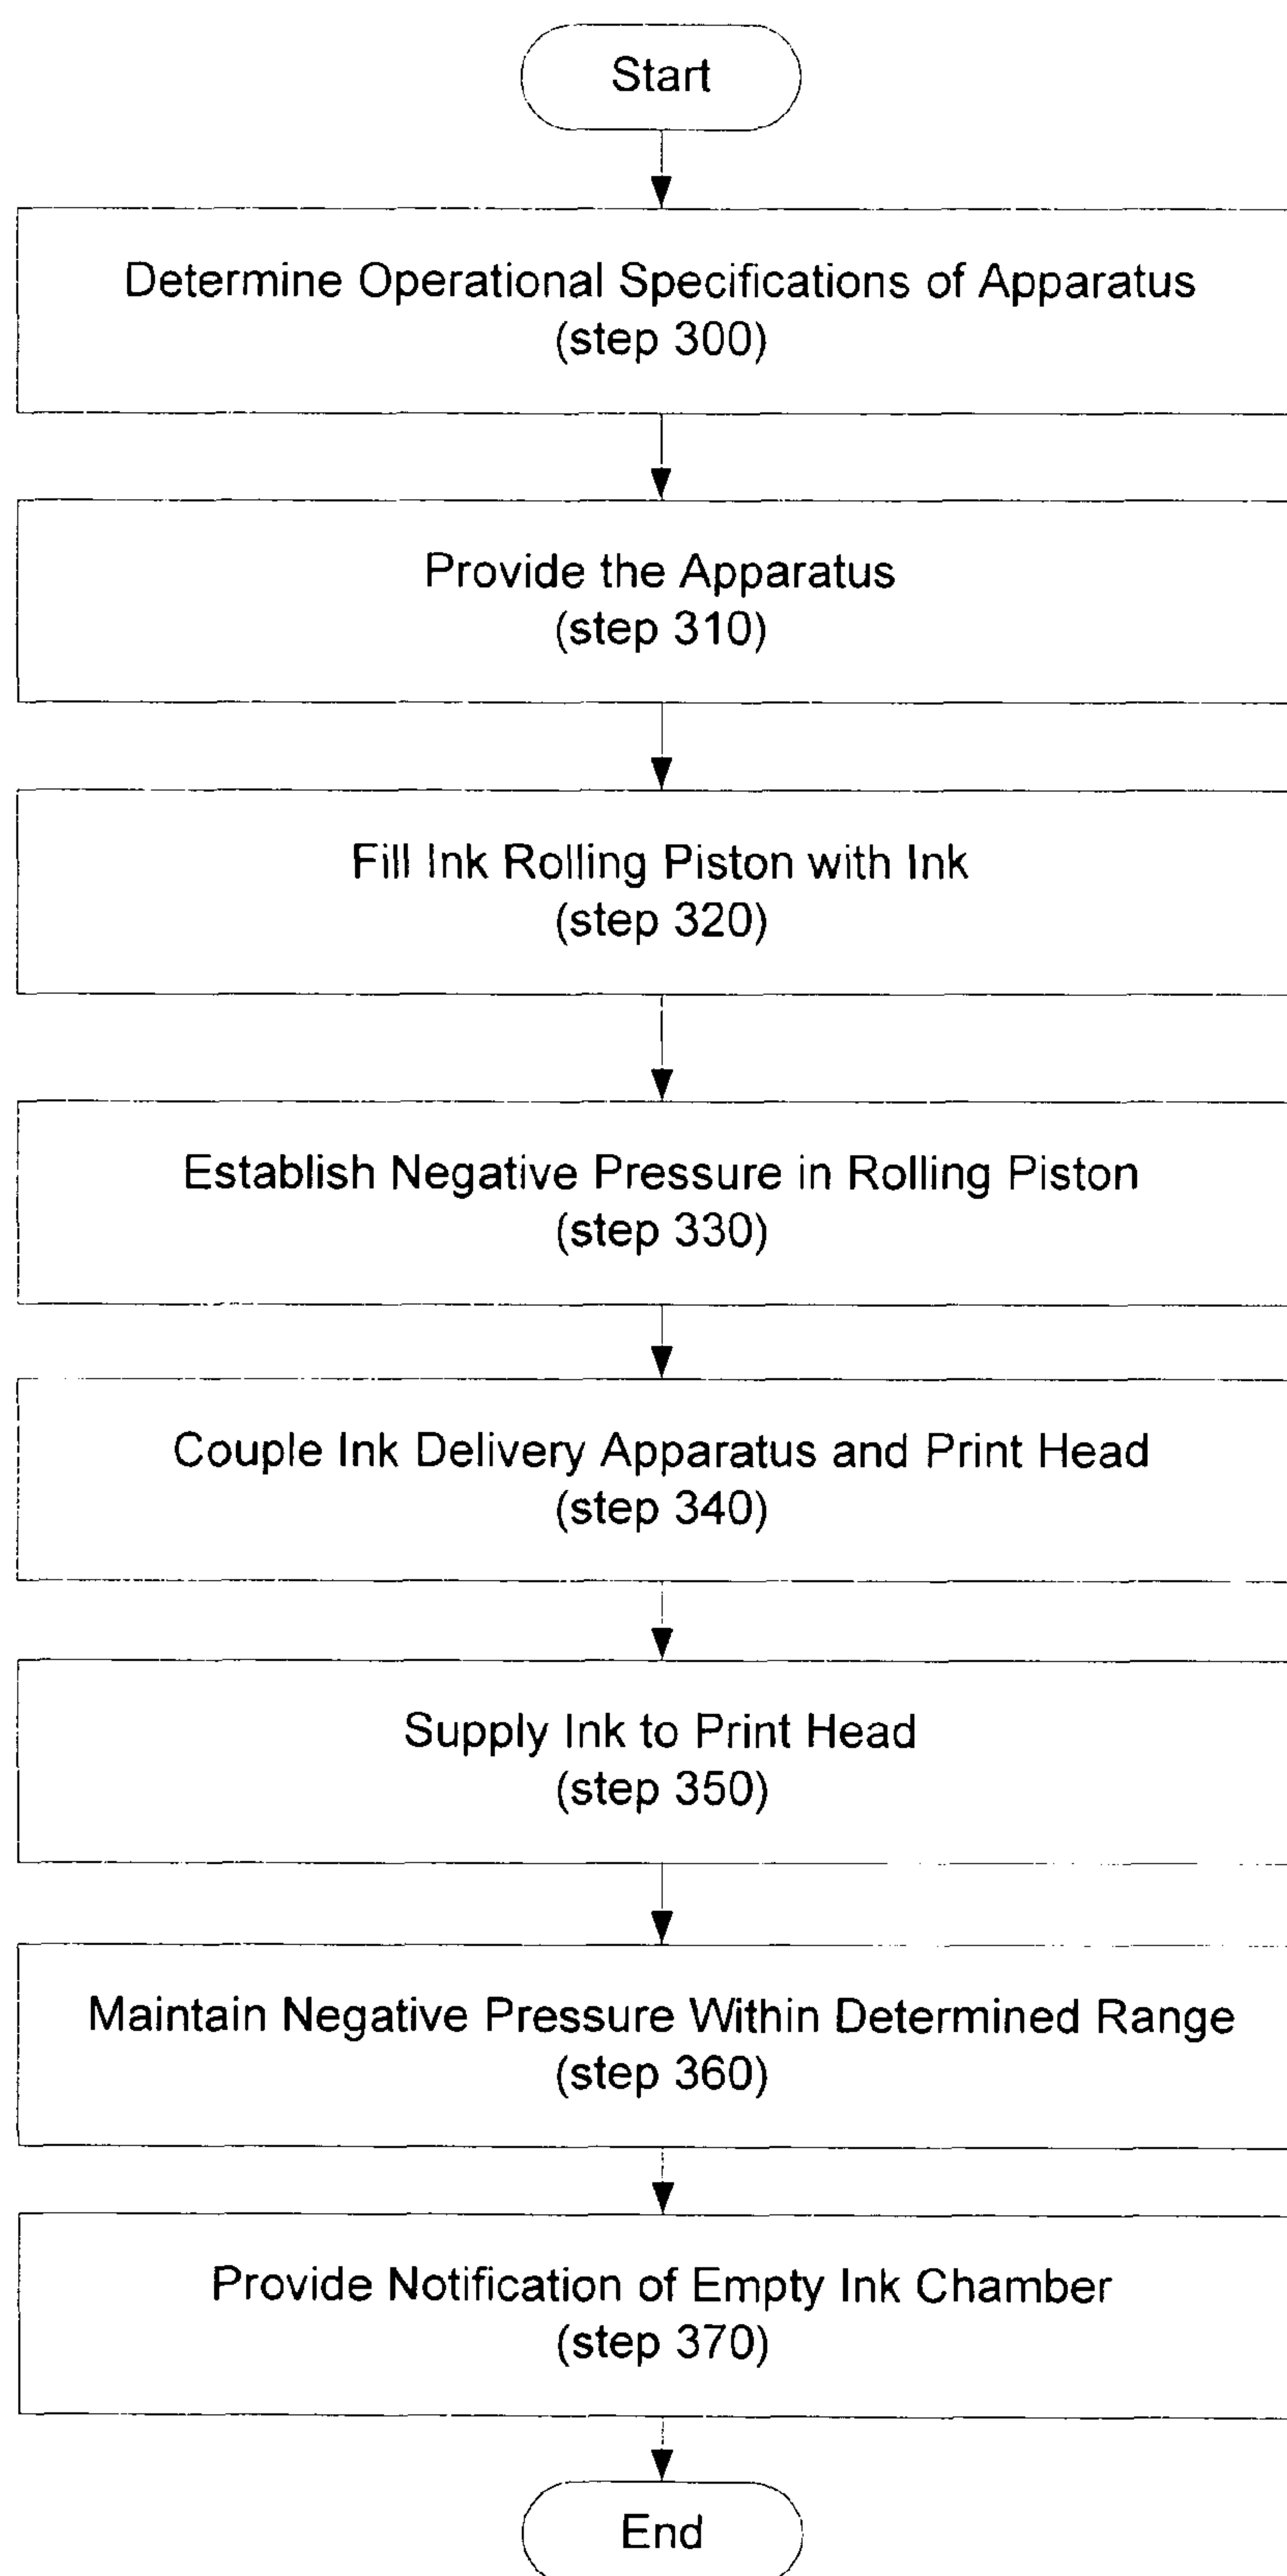 Start
Determine Operational Specifications of Apparatus
(step 300)
Provide the Apparatus
(step 310)
Fill Ink Rolling Piston with Ink
(step 320)
Establish Negative Pressure in Rolling Piston
(step 330)
Couple Ink Delivery Apparatus and Print Head
(step 340)
Supply Ink to Print Head
(step 350)
Maintain Negative Pressure Within Determined Range
(step 360)
Provide Notification of Empty Ink Chamber
(step 370)
End